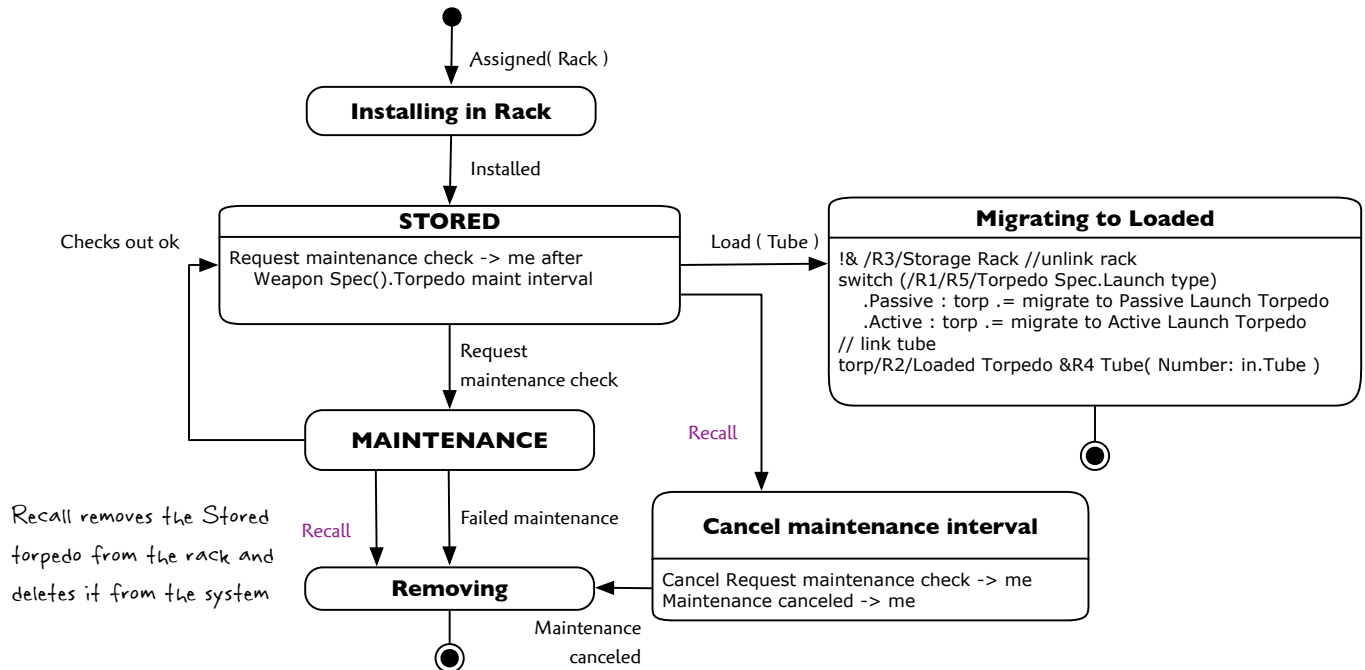 Assigned( Rack )
Installing in Rack
Installed
STORED
Request maintenance check -> me after
Weapon Spec().Torpedo maint interval
Checks out ok
Load ( Tube )
Migrating to Loaded
!& /R3/Storage Rack //unlink rack
switch (/R1/R5/Torpedo Spec.Launch type)
.Passive : torp .= migrate to Passive Launch Torpedo
.Active : torp .= migrate to Active Launch Torpedo
// link tube
torp/R2/Loaded Torpedo &R4 Tube( Number: in.Tube )
Request
maintenance check
MAINTENANCE
Recall
Recall removes the Stored
torpedo from the rack and
deletes it from the system
Recall
Failed maintenance
Cancel maintenance interval
Cancel Request maintenance check -> me
Maintenance canceled -> me
Removing
Maintenance
canceled